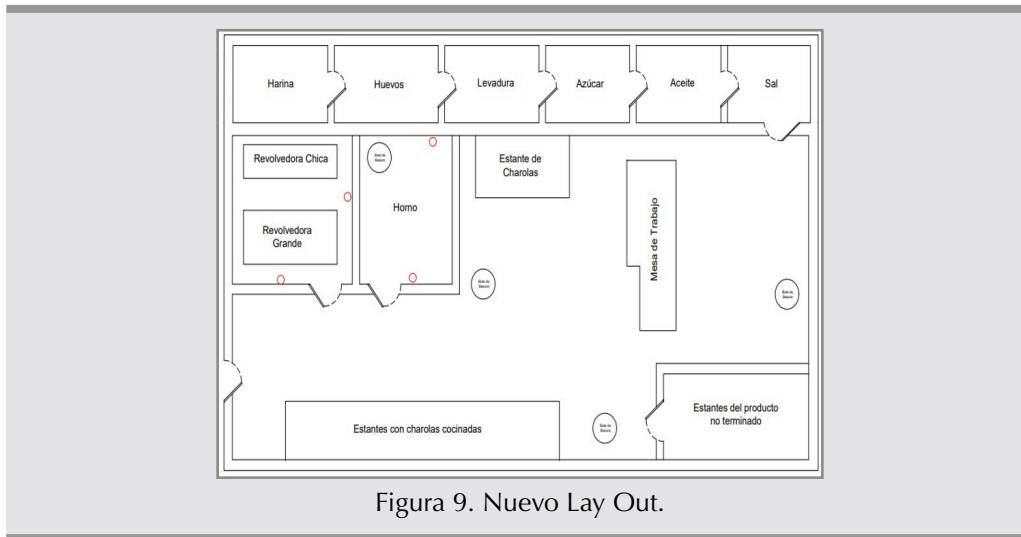 Harina
Huevos
Levadura
Azúcar
Aceite
Sal
Revolvedora Chica
Revolvedora
Grande
Horno
Estante de
Charolas
Mesa de Trabajo
Estantes con charolas cocinadas
Estantes del producto
no terminado
Figura 9. Nuevo Lay Out.